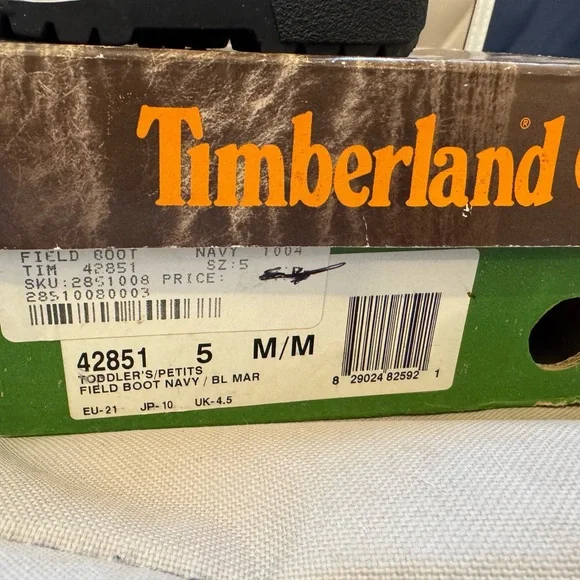 Timberland ®
FIELD BOOT NAVY 1004
TIM 42851 SZ:5
SKU:2851008 PRICE:
28510080003
42851 5 M/M
TODDLER'S/PETITS
FIELD BOOT NAVY / BL MAR
EU-21 JP-10 UK-4.5
8 29024 82592 1